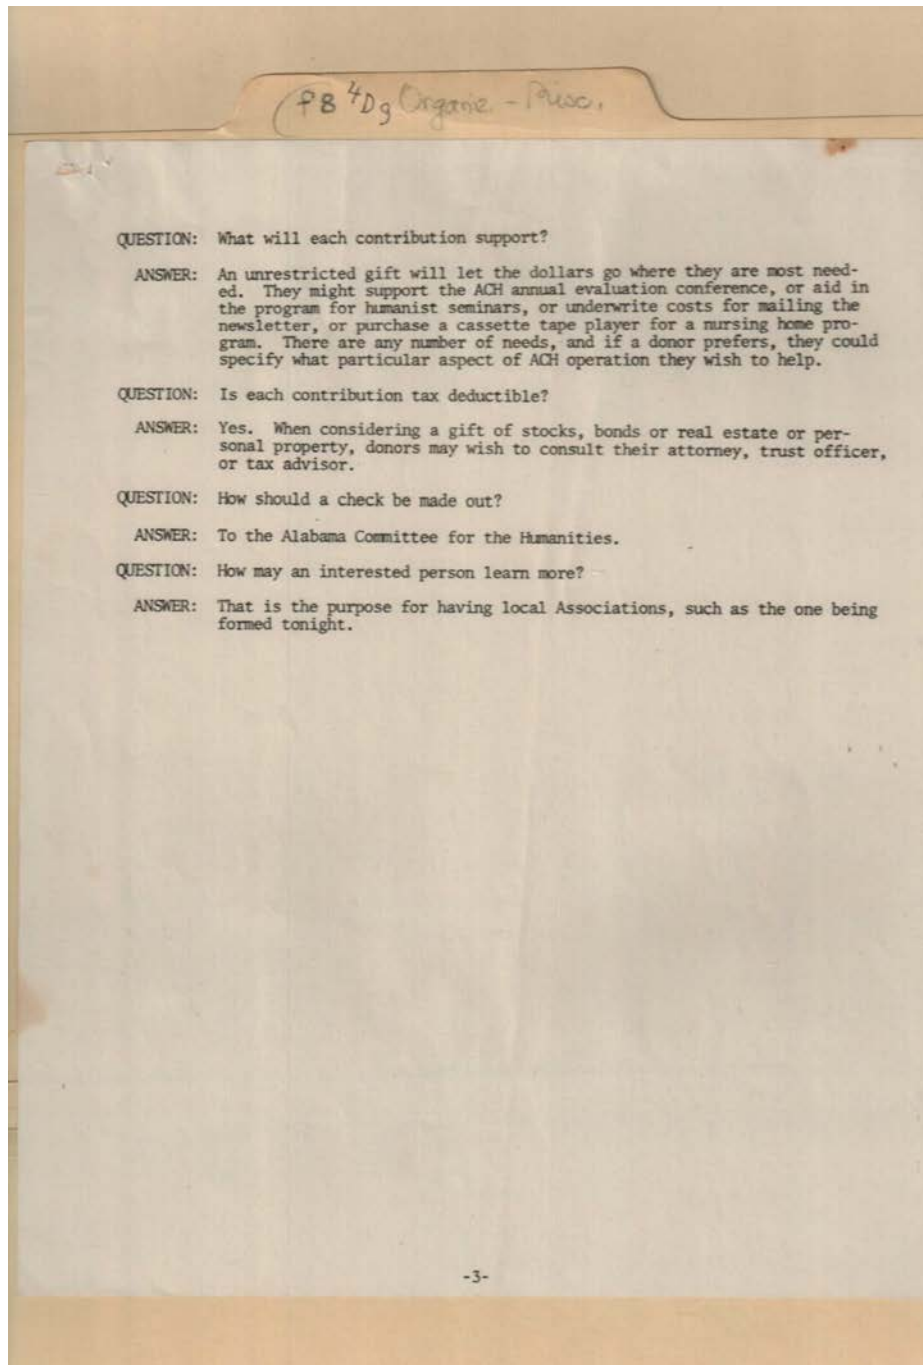 PB 4Dg Organiz - Misc.
QUESTION: What will each contribution support?
ANSWER: An unrestricted gift will let the dollars go where they are most need-
ed. They might support the ACH annual evaluation conference, or aid in
the program for humanist seminars, or underwrite costs for mailing the
newsletter, or purchase a cassette tape player for a nursing home pro-
gram. There are any number of needs, and if a donor prefers, they could
specify what particular aspect of ACH operation they wish to help.
QUESTION: Is each contribution tax deductible?
ANSWER: Yes. When considering a gift of stocks, bonds or real estate or per-
sonal property, donors may wish to consult their attorney, trust officer,
or tax advisor.
QUESTION: How should a check be made out?
ANSWER: To the Alabama Committee for the Humanities.
QUESTION: How may an interested person learn more?
ANSWER: That is the purpose for having local Associations, such as the one being
formed tonight.
-3-